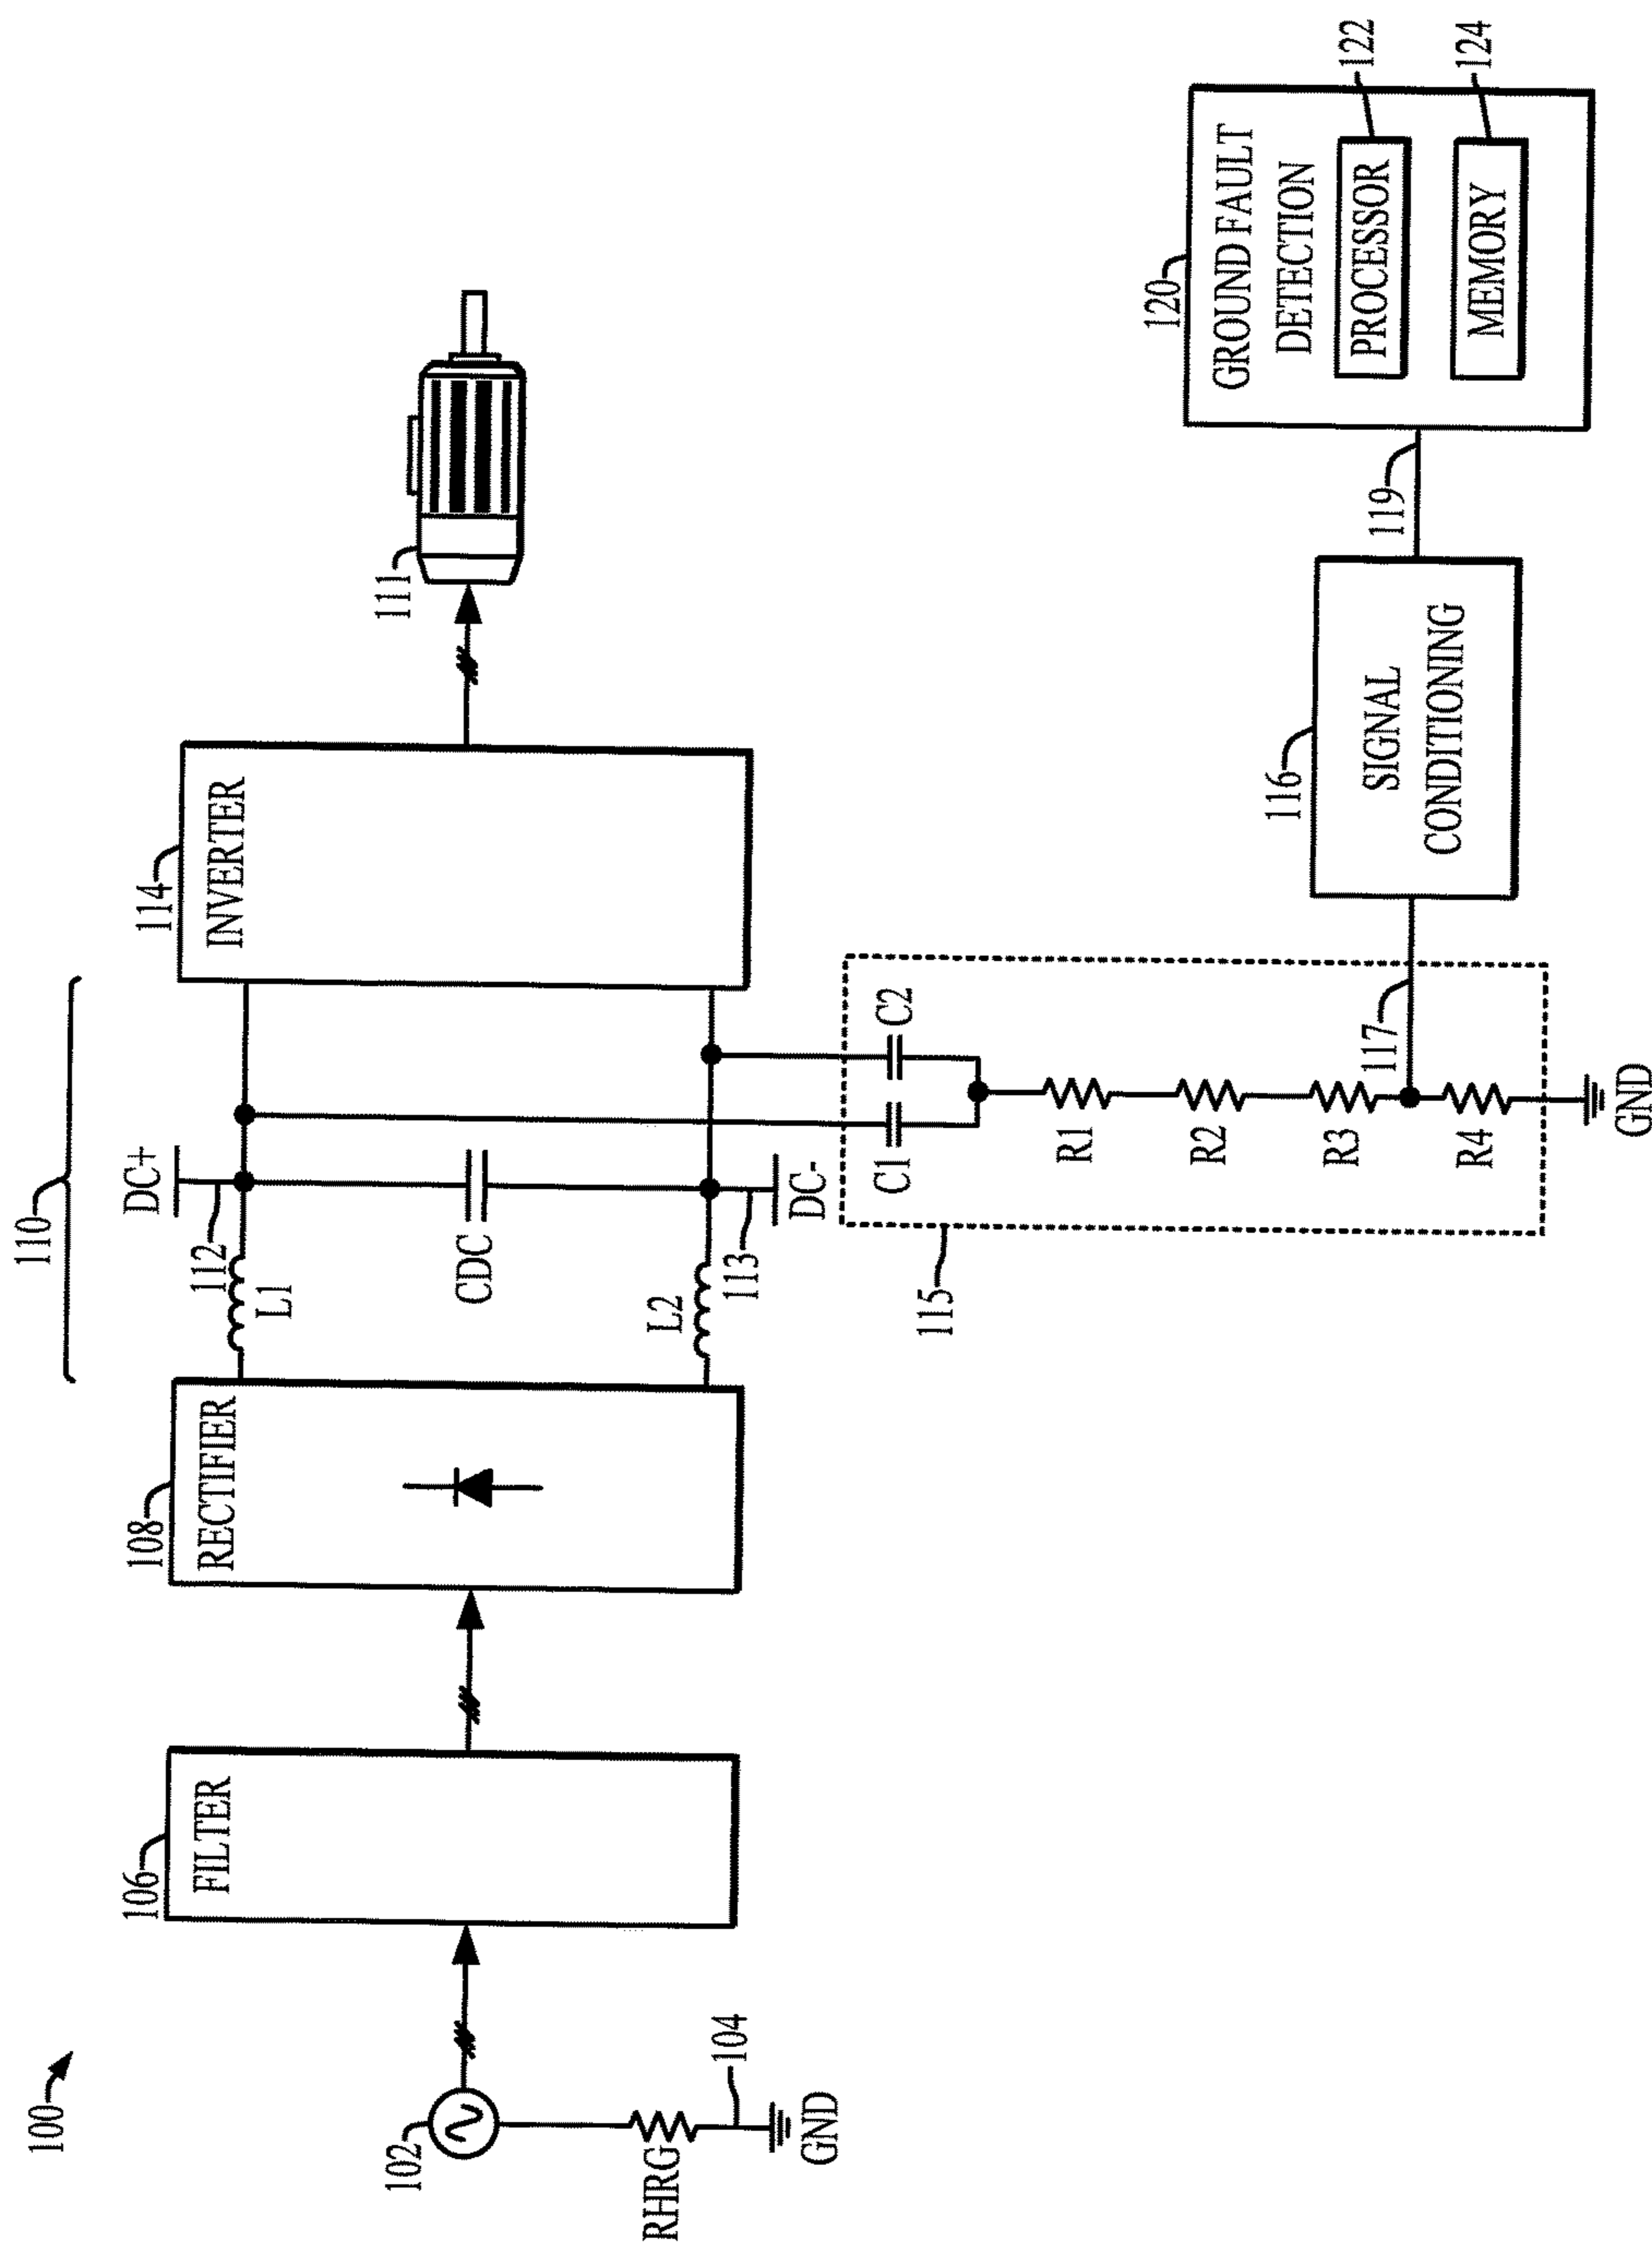 100
110
102
RHRG
104
GND
106
FILTER
108
RECTIFIER
112
L1
DC+
CDC
L2
113
DC-
114
INVERTER
111
115
C1
C2
R1
R2
R3
R4
GND
117
116
SIGNAL
CONDITIONING
119
120
GROUND FAULT
DETECTION
PROCESSOR
122
MEMORY
124